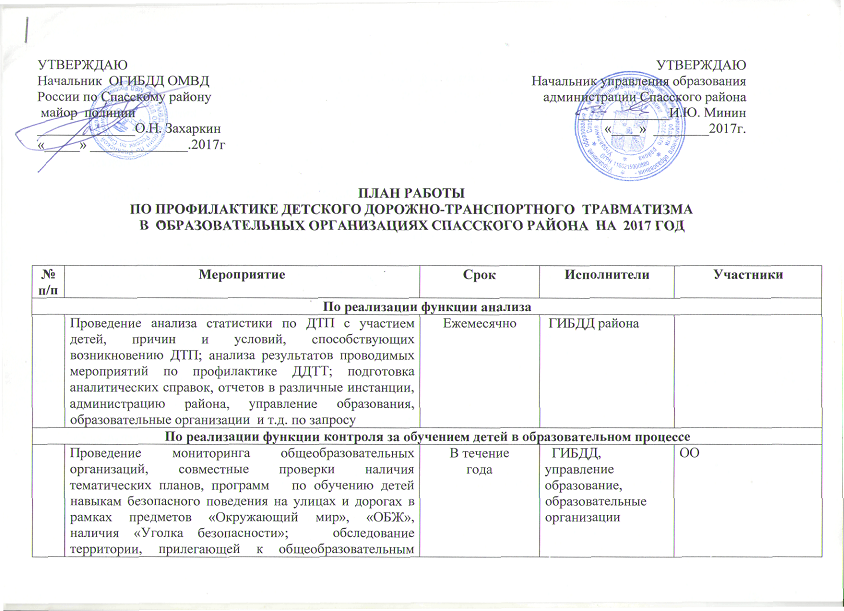 УТВЕРЖДАЮ
Начальник ОГИБДД ОМВД
России по Спасскому району
майор полиции
______________О.Н. Захаркин
«_____» ______________.2017г
УТВЕРЖДАЮ
Начальник управления образования
администрации Спасского района
______________И.Ю. Минин
«____» _________2017г.
ПЛАН РАБОТЫ
ПО ПРОФИЛАКТИКЕ ДЕТСКОГО ДОРОЖНО-ТРАНСПОРТНОГО ТРАВМАТИЗМА
В ОБРАЗОВАТЕЛЬНЫХ ОРГАНИЗАЦИЯХ СПАССКОГО РАЙОНА НА 2017 ГОД
№ Мероприятие Срок Исполнители Участники
п/п
По реализации функции анализа
Проведение анализа статистики по ДТП с участием Ежемесячно ГИБДД района
детей, причин и условий, способствующих
возникновению ДТП; анализа результатов проводимых
мероприятий по профилактике ДДТТ; подготовка
аналитических справок, отчетов в различные инстанции,
администрацию района, управление образования,
образовательные организации и т.д. по запросу
По реализации функции контроля за обучением детей в образовательном процессе
Проведение мониторинга общеобразовательных В течение ГИБДД, ОО
организаций, совместные проверки наличия года управление
тематических планов, программ по обучению детей образование,
навыкам безопасного поведения на улицах и дорогах в образовательные
рамках предметов «Окружающий мир», «ОБЖ», организации
наличия «Уголка безопасности»; обследование
территории, прилегающей к общеобразовательным